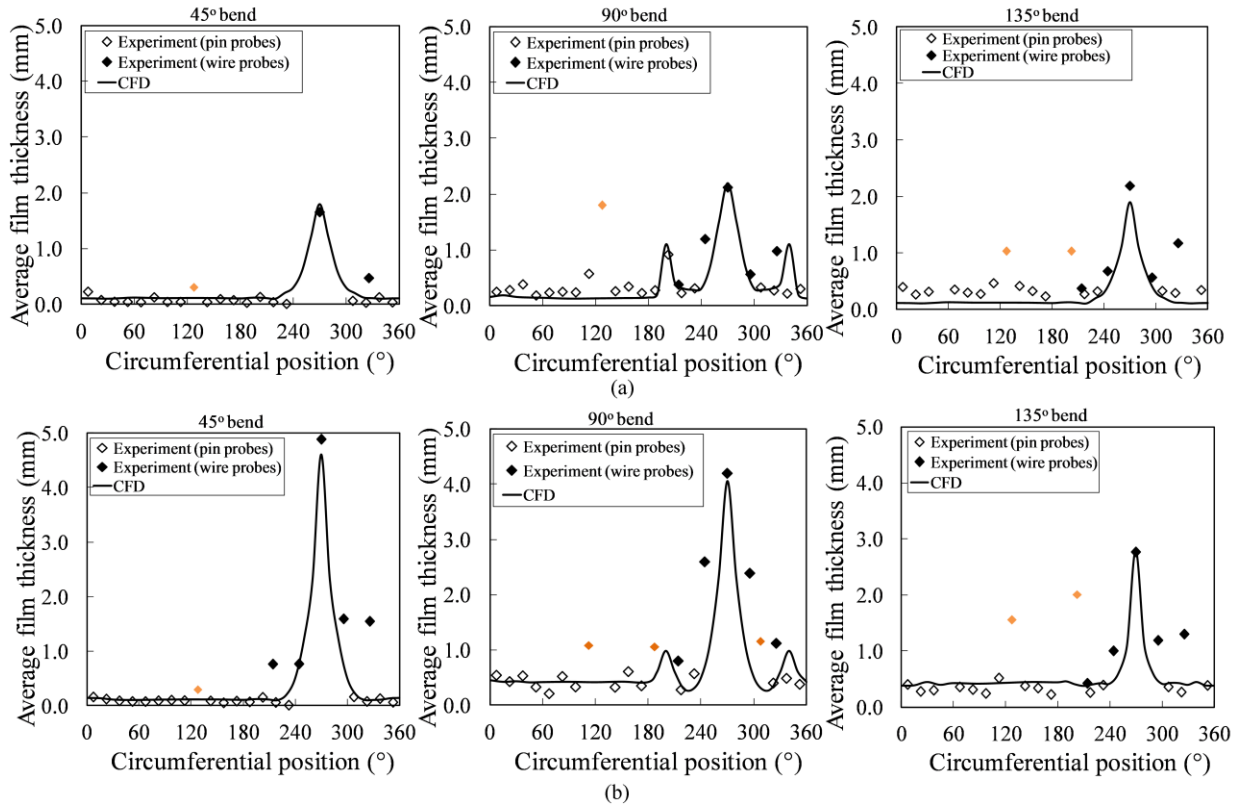 45° bend
Average film thickness (mm)
5.0
4.0
3.0
2.0
1.0
0.0
Experiment (pin probes)
Experiment (wire probes)
CFD
0 60 120 180 240 300 360
Circumferential position (°)
90° bend
Average film thickness (mm)
5.0
4.0
3.0
2.0
1.0
0.0
Experiment (pin probes)
Experiment (wire probes)
CFD
0 60 120 180 240 300 360
Circumferential position (°)
135° bend
Average film thickness (mm)
5.0
4.0
3.0
2.0
1.0
0.0
Experiment (pin probes)
Experiment (wire probes)
CFD
0 60 120 180 240 300 360
Circumferential position (°)
(a)
45° bend
Average film thickness (mm)
5.0
4.0
3.0
2.0
1.0
0.0
Experiment (pin probes)
Experiment (wire probes)
CFD
0 60 120 180 240 300 360
Circumferential position (°)
90° bend
Average film thickness (mm)
5.0
4.0
3.0
2.0
1.0
0.0
Experiment (pin probes)
Experiment (wire probes)
CFD
0 60 120 180 240 300 360
Circumferential position (°)
135° bend
Average film thickness (mm)
5.0
4.0
3.0
2.0
1.0
0.0
Experiment (pin probes)
Experiment (wire probes)
CFD
0 60 120 180 240 300 360
Circumferential position (°)
(b)